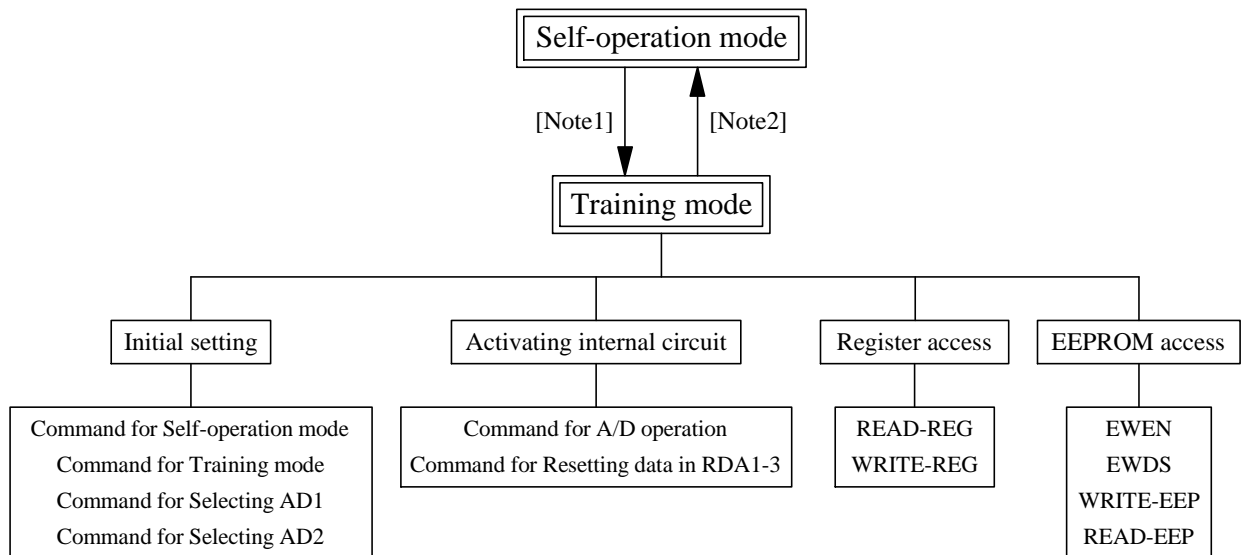 Self-operation mode
[Note1]
[Note2]
Training mode
Initial setting
Activating internal circuit
Register access
EEPROM access
Command for Self-operation mode
Command for Training mode
Command for Selecting AD1
Command for Selecting AD2
Command for A/D operation
Command for Resetting data in RDA1-3
READ-REG
WRITE-REG
EWEN
EWDS
WRITE-EEP
READ-EEP